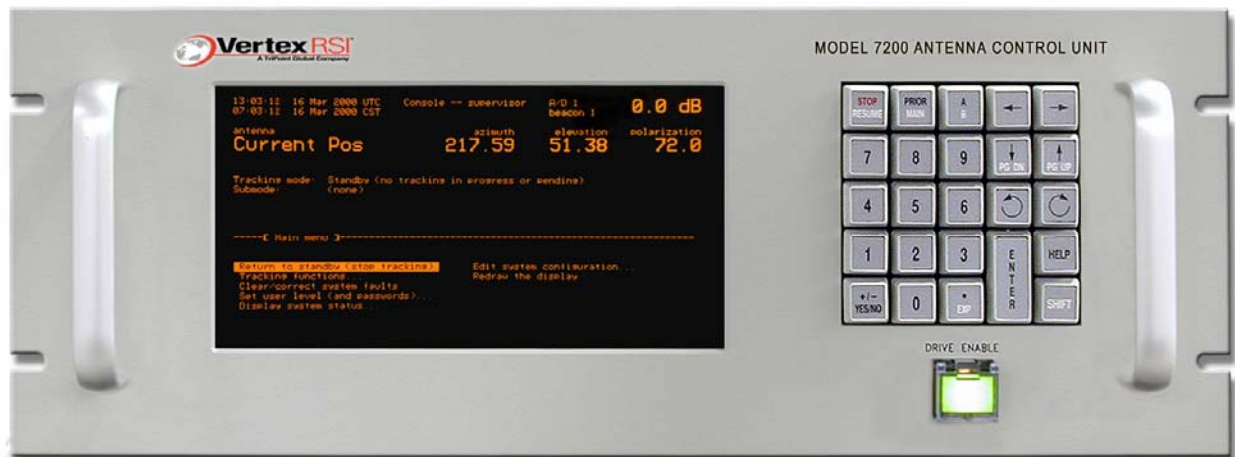 VertexRSI
A TriPoint Global Company
MODEL 7200 ANTENNA CONTROL UNIT
13:03:12 16 Mar 2000 UTC Console -- supervisor A/D 1 0.0 dB
07:03:12 16 Mar 2000 CST beacon 1
antenna azimuth elevation polarization
Current Pos 217.59 51.38 72.0
Tracking mode: Standby (no tracking in progress or pending)
Submode: (none)
-----[ Main menu ]-----
Return to standby (stop tracking) Edit system configuration...
Tracking functions... Redraw the display
Clear/correct system faults
Set user level (and passwords)...
Display system status...
STOP RESUME PRIOR MAIN A B ← →
7 8 9 ↓ PG DN ↑ PG UP
4 5 6
1 2 3 ENTER HELP
+/- YES/NO 0 • EXP SHIFT
DRIVE ENABLE